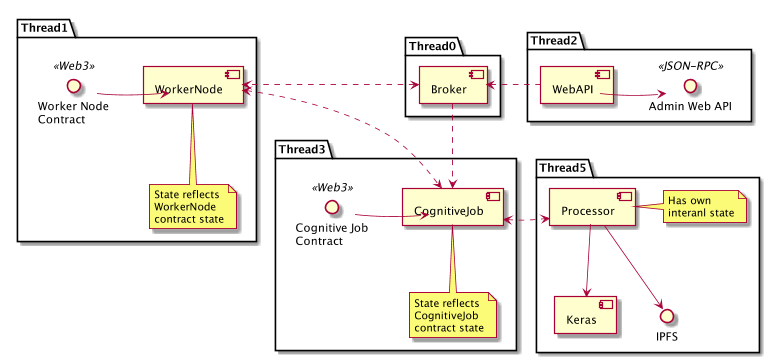 Thread1
«Web3»
Worker Node
Contract
WorkerNode
State reflects
WorkerNode
contract state
Thread0
Broker
Thread2
WebAPI
«JSON-RPC»
Admin Web API
Thread3
«Web3»
Cognitive Job
Contract
CognitiveJob
State reflects
CognitiveJob
contract state
Thread5
Processor
Has own
interanl state
Keras
IPFS